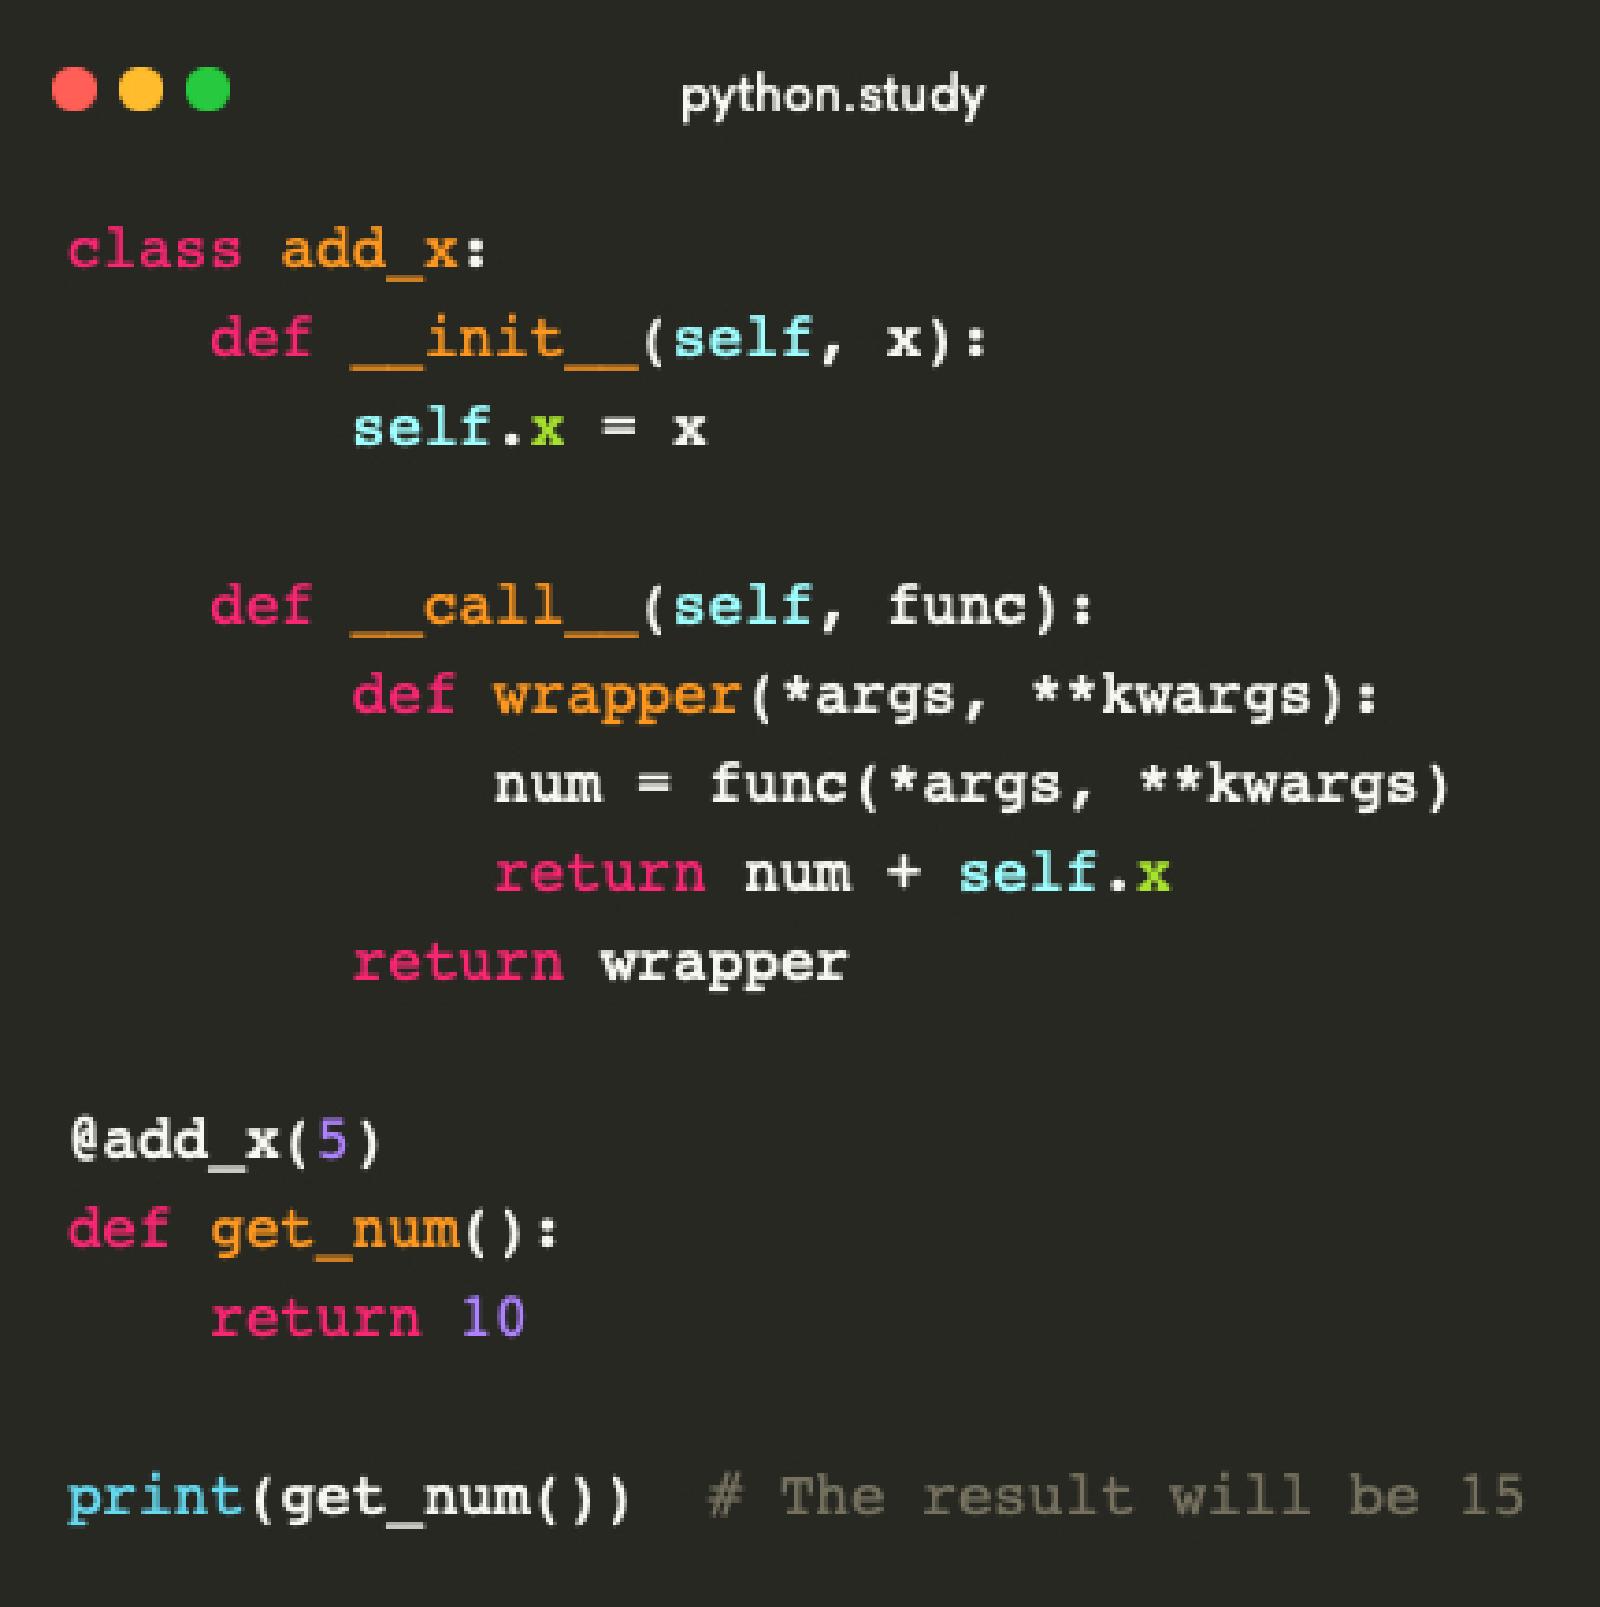 python.study
class add_x:
    def __init__(self, x):
        self.x = x
    def __call__(self, func):
        def wrapper(*args, **kwargs):
            num = func(*args, **kwargs)
            return num + self.x
        return wrapper
@add_x(5)
def get_num():
    return 10
print(get_num())  # The result will be 15